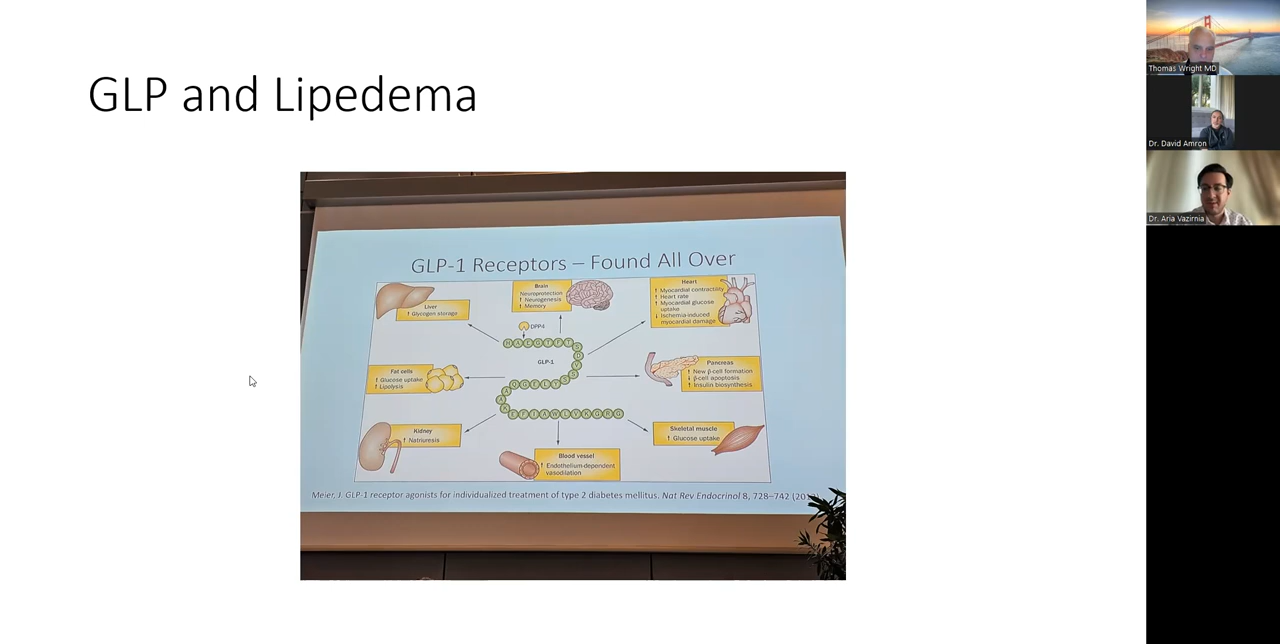 GLP and Lipedema
GLP-1 Receptors – Found All Over
Liver
↑ Glycogen storage
Brain
Neuroprotection
↑ Neurogenesis
↑ Memory
Heart
↑ Myocardial contractility
↑ Heart rate
↑ Myocardial glucose
uptake
↓ Ischemia-induced
myocardial damage
DPP4
GLP-1
Fat cells
↑ Glucose uptake
↑ Lipolysis
Pancreas
↑ New β-cell formation
↓ β-cell apoptosis
↑ Insulin biosynthesis
Kidney
↑ Natriuresis
Blood vessel
↑ Endothelium-dependent
vasodilation
Skeletal muscle
↑ Glucose uptake
Meier, J. GLP-1 receptor agonists for individualized treatment of type 2 diabetes mellitus. Nat Rev Endocrinol 8, 728–742
Thomas Wright MD
Dr. David Amron
Dr. Aria Vazirnia